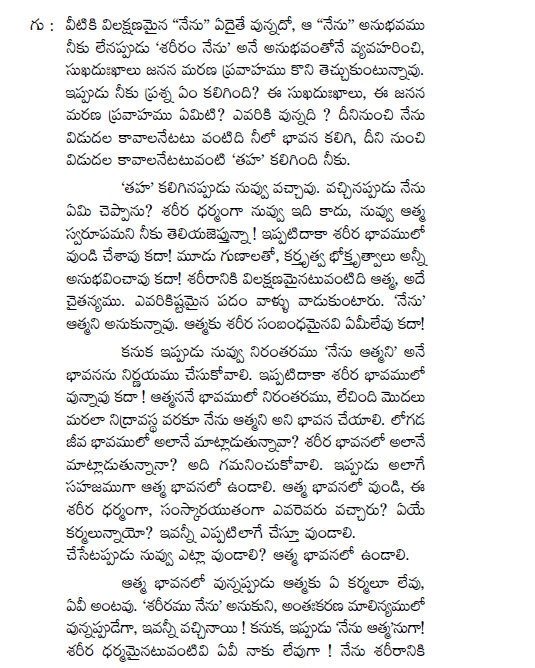 గు : వీటికి విలక్షణమైన “నేను” ఏదైతే వున్నదో, ఆ “నేను” అనుభవము
నీకు లేనప్పుడు ‘శరీరం నేను’ అనే అనుభవంతోనే వ్యవహరించి,
సుఖదుఃఖాలు జనన మరణ ప్రవాహము కొని తెచ్చుకుంటున్నావు.
ఇప్పుడు నీకు ప్రశ్న ఏం కలిగింది? ఈ సుఖదుఃఖాలు, ఈ జనన
మరణ ప్రవాహము ఏమిటి? ఎవరికి వున్నది ? దీనినుంచి నేను
విడుదల కావాలనేటటు వంటిది నీలో భావన కలిగి, దీని నుంచి
విడుదల కావాలనేటటువంటి ‘తహ’ కలిగింది నీకు.
‘తహ’ కలిగినప్పుడు నువ్వు వచ్చావు. వచ్చినప్పుడు నేను
ఏమి చెప్పాను? శరీర ధర్మంగా నువ్వు ఇది కాదు, నువ్వు ఆత్మ
స్వరూపమని నీకు తెలియజెప్తున్నా! ఇప్పటిదాకా శరీర భావములో
వుండి చేశావు కదా! మూడు గుణాలతో, కర్తృత్వ భోక్తృత్వాలు అన్నీ
అనుభవించావు కదా! శరీరానికి విలక్షణమైనటువంటిది ఆత్మ, అదే
చైతన్యము. ఎవరికిష్టమైన పదం వాళ్ళు వాడుకుంటారు. ‘నేను’
ఆత్మని అనుకున్నావు. ఆత్మకు శరీర సంబంధమైనవి ఏమీలేవు కదా!
కనుక ఇప్పుడు నువ్వు నిరంతరము ‘నేను ఆత్మని’ అనే
భావనను నిర్ణయము చేసుకోవాలి. ఇప్పటిదాకా శరీర భావములో
వున్నావు కదా ! ఆత్మననే భావములో నిరంతరము, లేచింది మొదలు
మరలా నిద్రావస్థ వరకూ నేను ఆత్మని అని భావన చేయాలి. లోగడ
జీవ భావములో అలానే మాట్లాడుతున్నావా? శరీర భావనలో అలానే
మాట్లాడుతున్నానా? అది గమనించుకోవాలి. ఇప్పుడు అలాగే
సహజముగా ఆత్మ భావనలో ఉండాలి. ఆత్మ భావనలో వుండి, ఈ
శరీర ధర్మంగా, సంస్కారయుతంగా ఎవరెవరు వచ్చారు? ఏయే
కర్మలున్నాయో? ఇవన్నీ ఎప్పటిలాగే చేస్తూ వుండాలి.
చేసేటప్పుడు నువ్వు ఎట్లా వుండాలి? ఆత్మ భావనలో ఉండాలి.
ఆత్మ భావనలో వున్నప్పుడు ఆత్మకు ఏ కర్మలూ లేవు,
ఏవీ అంటవు. ‘శరీరము నేను’ అనుకుని, అంతఃకరణ మాలిన్యములో
వున్నప్పుడేగా, ఇవన్నీ వచ్చినాయి! కనుక, ఇప్పుడు ‘నేను ఆత్మ’నుగా!
శరీర ధర్మమైనటువంటివి ఏవీ నాకు లేవుగా ! నేను శరీరానికి